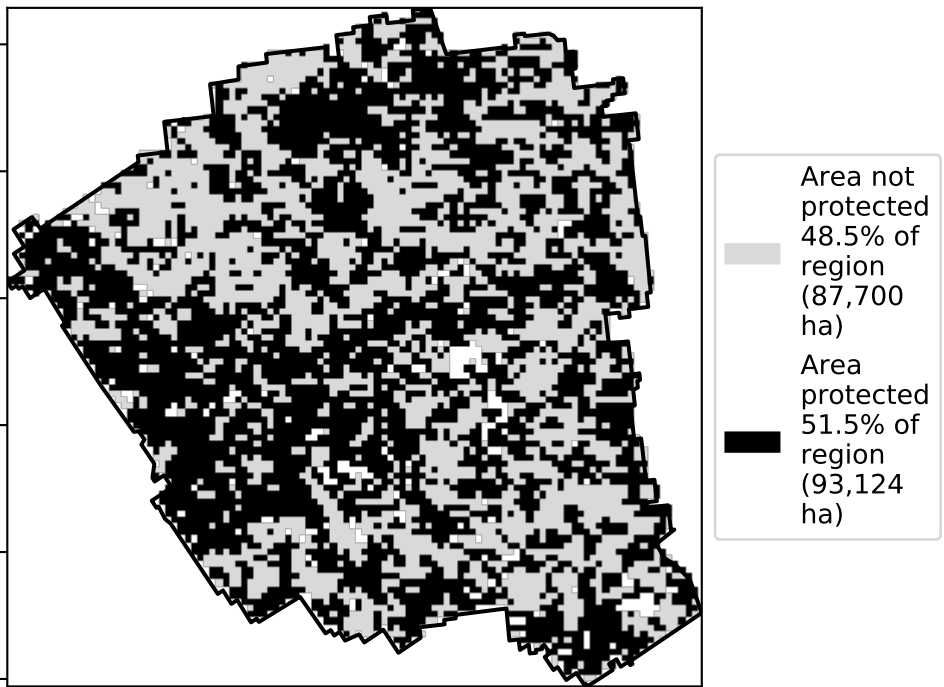 Area not
protected
48.5% of
region
(87,700
ha)
Area
protected
51.5% of
region
(93,124
ha)